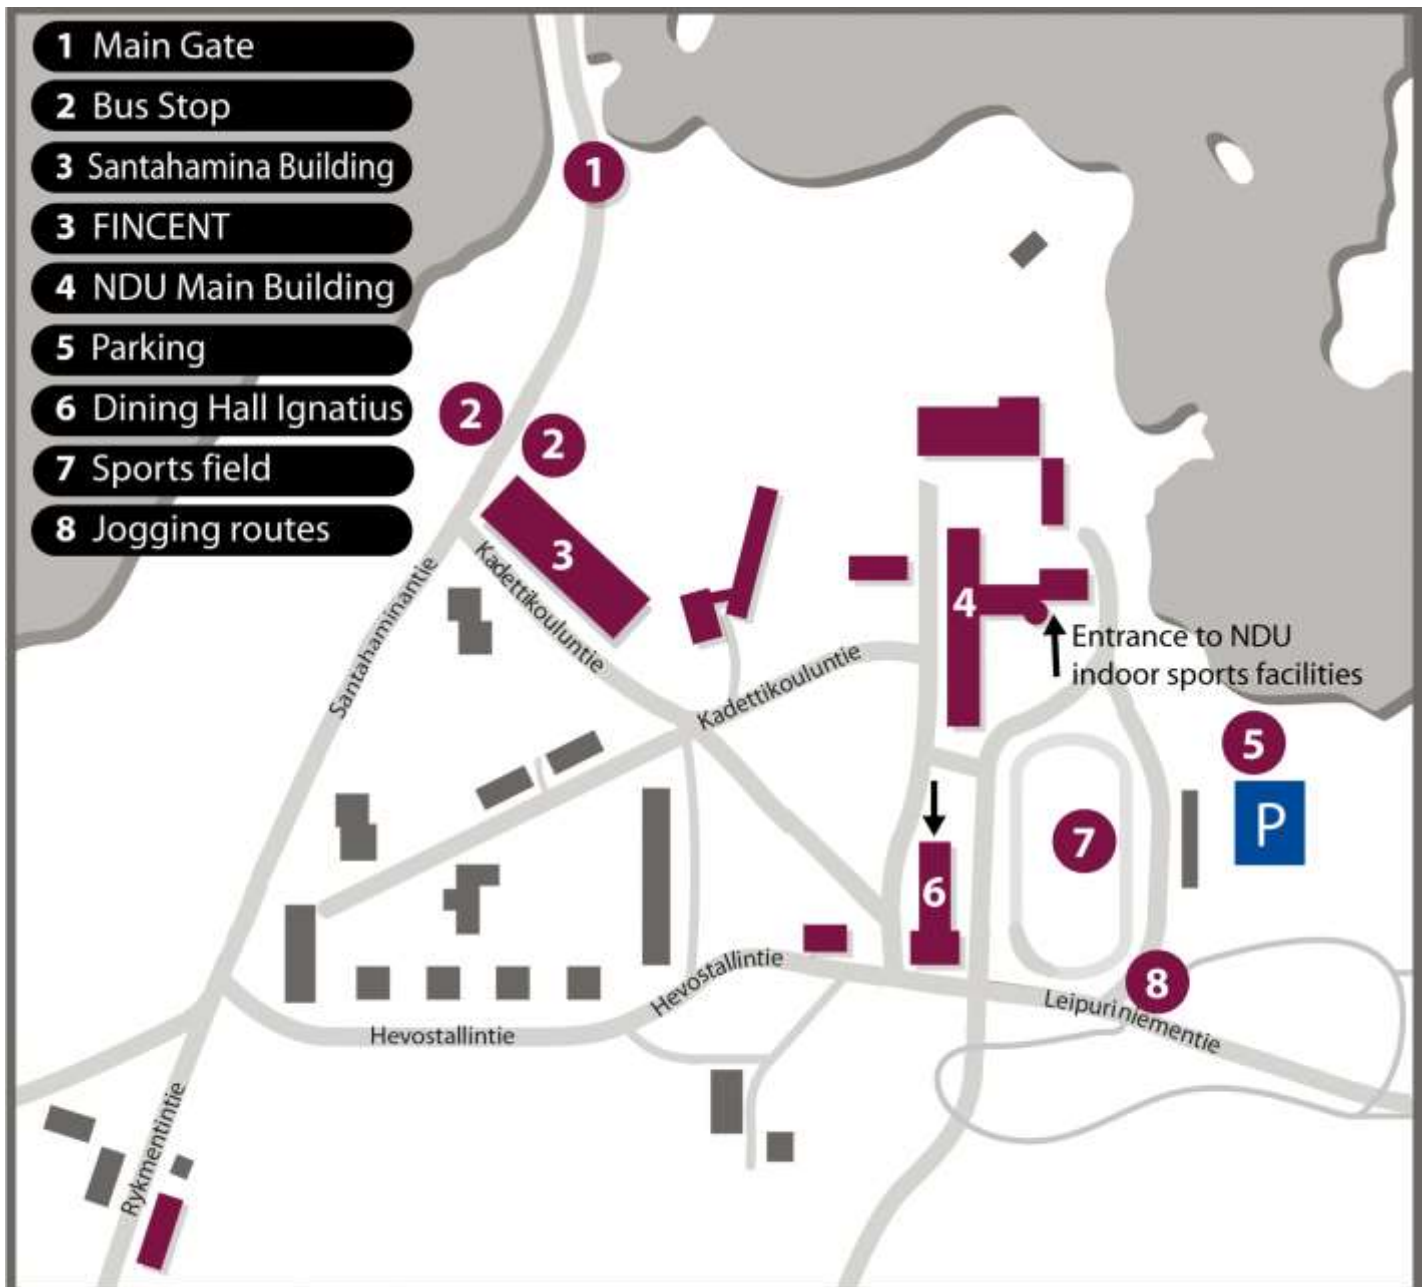 1 Main Gate
2 Bus Stop
3 Santahamina Building
3 FINCENT
4 NDU Main Building
5 Parking
6 Dining Hall Ignatius
7 Sports field
8 Jogging routes
1
2
2
3
Kadettikouluntie
Santahaminantie
4
Entrance to NDU
indoor sports facilities
Kadettikouluntie
5
P
7
6
8
Hevostallintie
Leipuriniementie
Hevostallintie
Rykmentintie